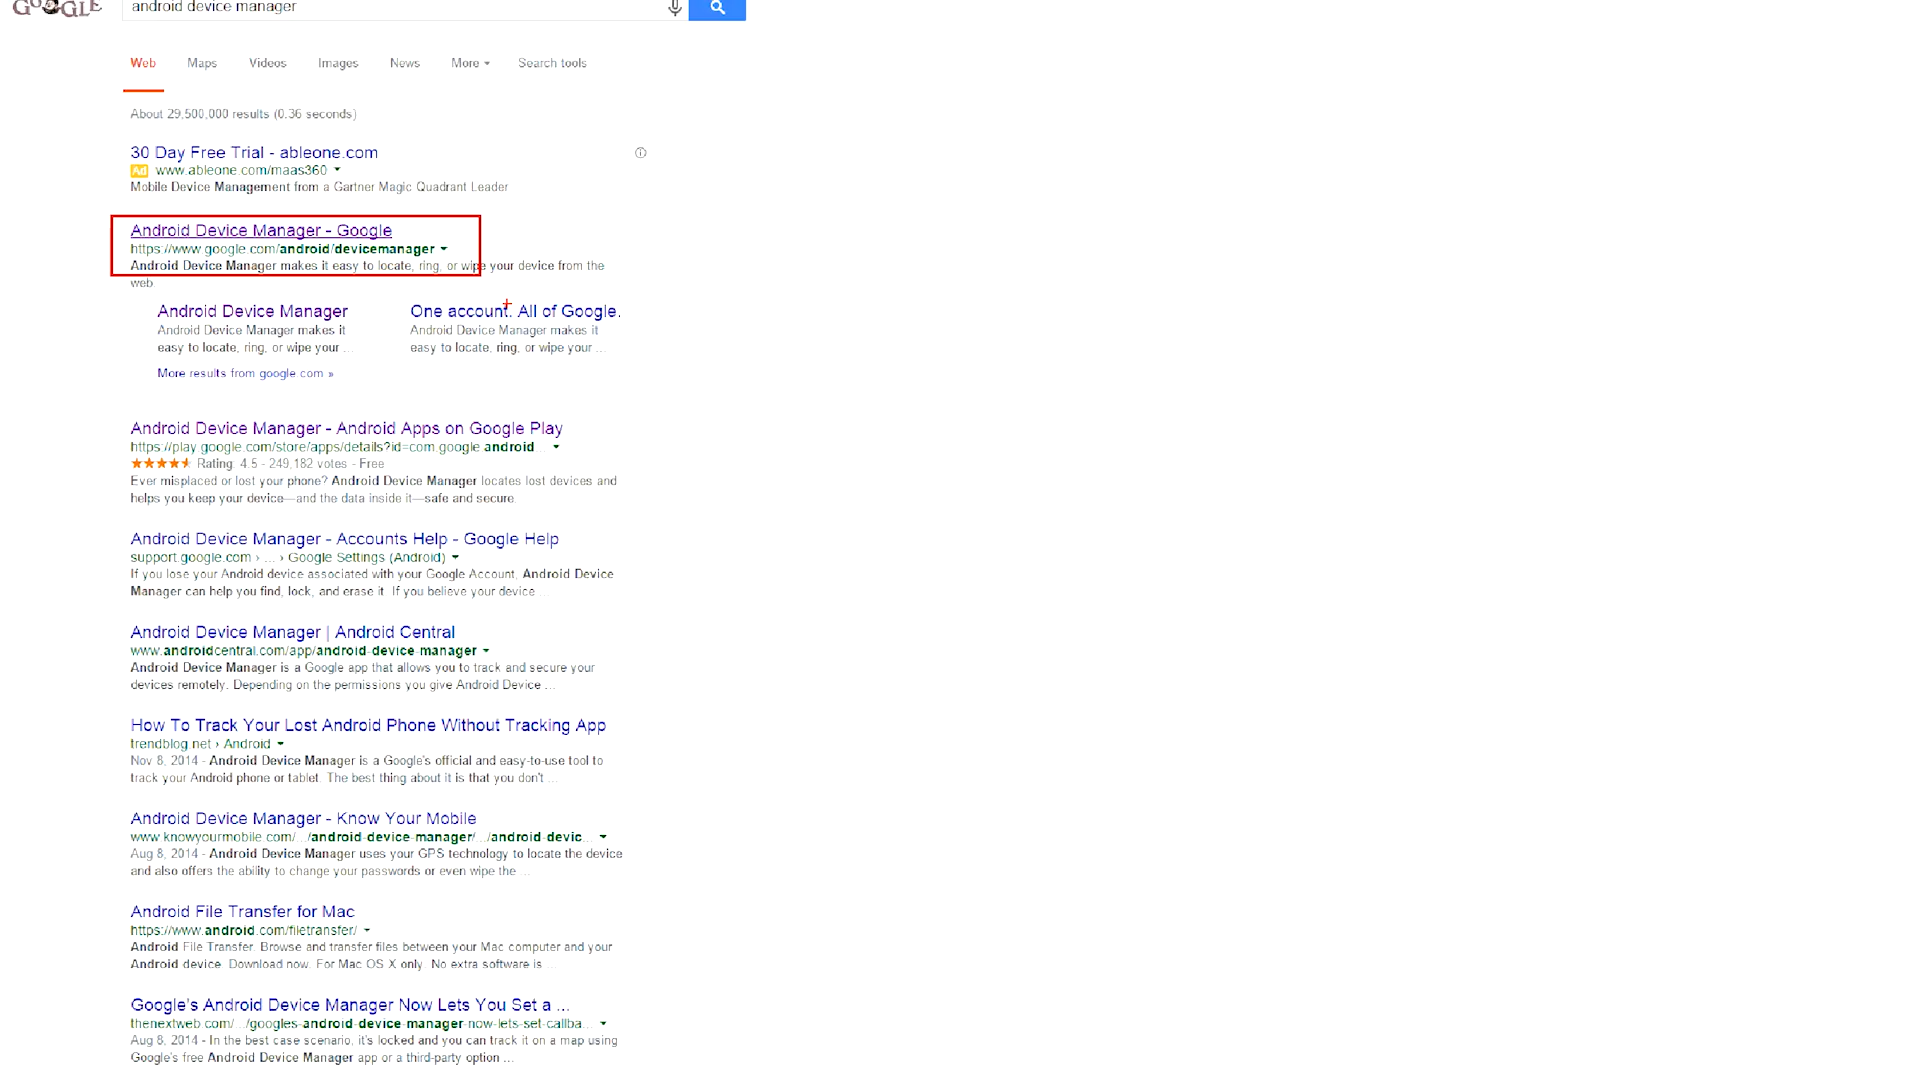 GOOGLE
android device manager
Web Maps Videos Images News More Search tools
About 29,500,000 results (0.36 seconds)
30 Day Free Trial - ableone.com
Ad www.ableone.com/maas360
Mobile Device Management from a Gartner Magic Quadrant Leader
Android Device Manager - Google
https://www.google.com/android/devicemanager
Android Device Manager makes it easy to locate, ring, or wipe your device from the
web.
Android Device Manager
Android Device Manager makes it
easy to locate, ring, or wipe your ...
One account. All of Google.
Android Device Manager makes it
easy to locate, ring, or wipe your ...
More results from google.com »
Android Device Manager - Android Apps on Google Play
https://play.google.com/store/apps/details?id=com.google.android...
Rating: 4.5 - 249,182 votes - Free
Ever misplaced or lost your phone? Android Device Manager locates lost devices and
helps you keep your device—and the data inside it—safe and secure.
Android Device Manager - Accounts Help - Google Help
support.google.com › ... › Google Settings (Android)
If you lose your Android device associated with your Google Account, Android Device
Manager can help you find, lock, and erase it. If you believe your device ...
Android Device Manager | Android Central
www.androidcentral.com/app/android-device-manager
Android Device Manager is a Google app that allows you to track and secure your
devices remotely. Depending on the permissions you give Android Device ...
How To Track Your Lost Android Phone Without Tracking App
trendblog.net › Android
Nov 8, 2014 - Android Device Manager is a Google's official and easy-to-use tool to
track your Android phone or tablet. The best thing about it is that you don't ...
Android Device Manager - Know Your Mobile
www.knowyourmobile.com/.../android-device-manager/.../android-devic...
Aug 8, 2014 - Android Device Manager uses your GPS technology to locate the device
and also offers the ability to change your passwords or even wipe the ...
Android File Transfer for Mac
https://www.android.com/filetransfer/
Android File Transfer. Browse and transfer files between your Mac computer and your
Android device. Download now. For Mac OS X only. No extra software is ...
Google's Android Device Manager Now Lets You Set a ...
thenextweb.com/.../googles-android-device-manager-now-lets-set-callba...
Aug 8, 2014 - In the best case scenario, it's locked and you can track it on a map using
Google's free Android Device Manager app or a third-party option ...